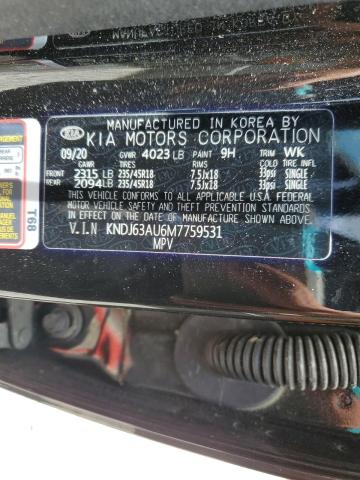 MANUFACTURED IN KOREA BY
KIA KIA MOTORS CORPORATION
09/20 GVWR 4023 LB PAINT 9H TRIM WK
GAWR TIRES RIMS COLD TIRE INFL
FRONT 2315 LB 235/45R18 7.5Jx18 33psi SINGLE
REAR 2094 LB 235/45R18 7.5Jx18 33psi SINGLE
THIS VEHICLE CONFORMS TO ALL APPLICABLE U.S.A FEDERAL
MOTOR VEHICLE SAFETY AND THEFT PREVENTION STANDARDS
IN EFFECT ON THE DATE OF MANUFACTURE SHOWN ABOVE.
V.I.N KNDJ63AU6M7759531
MPV
T68